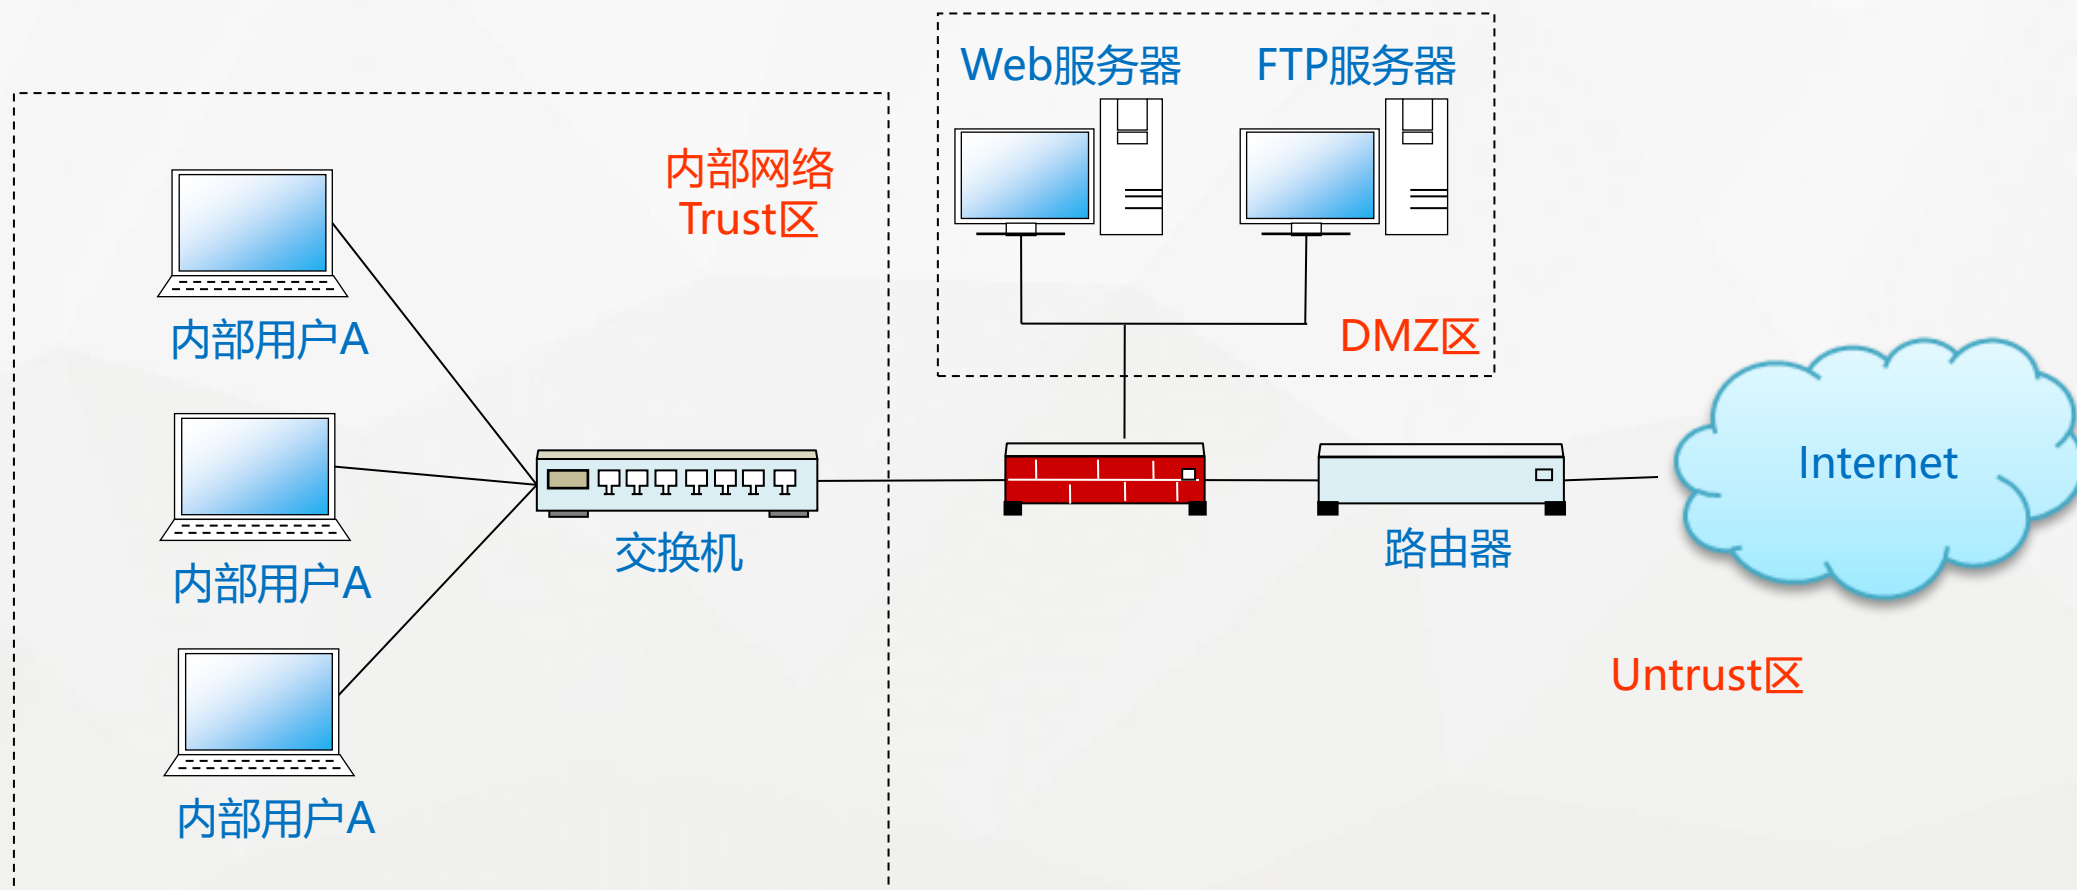 Web服务器
FTP服务器
内部网络
Trust区
内部用户A
DMZ区
Internet
交换机
路由器
内部用户A
Untrust区
内部用户A